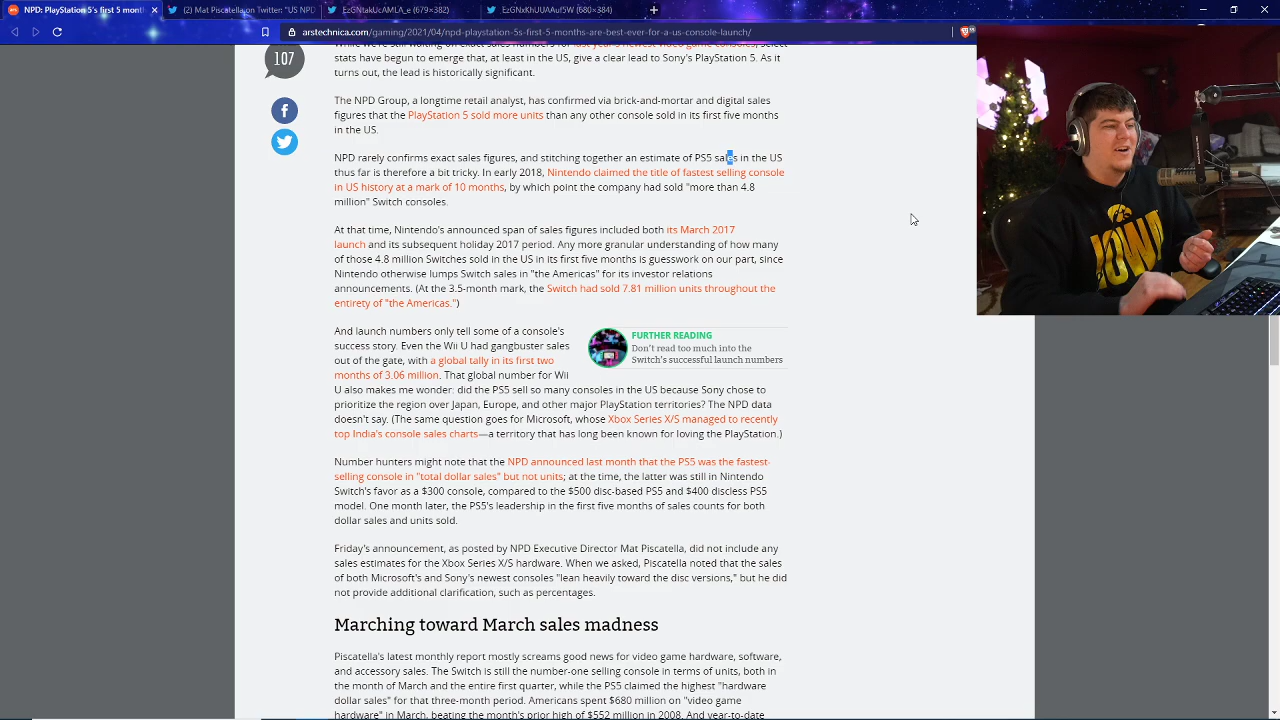 NPD: PlayStation 5's first 5 mont
(2) Mat Piscatella on Twitter: "US NPD
EzGNtakUcAMLA_e (679×382)
EzGNxKhUUAAuf5W (680×384)
arstechnica.com/gaming/2021/04/npd-playstation-5s-first-5-months-are-best-ever-for-a-us-console-launch/
107
While we're still waiting on exact sales numbers for last year's newest video game consoles, select
stats have begun to emerge that, at least in the US, give a clear lead to Sony's PlayStation 5. As it
turns out, the lead is historically significant.
The NPD Group, a longtime retail analyst, has confirmed via brick-and-mortar and digital sales
figures that the PlayStation 5 sold more units than any other console sold in its first five months
in the US.
NPD rarely confirms exact sales figures, and stitching together an estimate of PS5 sales in the US
thus far is therefore a bit tricky. In early 2018, Nintendo claimed the title of fastest selling console
in US history at a mark of 10 months, by which point the company had sold "more than 4.8
million" Switch consoles.
At that time, Nintendo's announced span of sales figures included both its March 2017
launch and its subsequent holiday 2017 period. Any more granular understanding of how many
of those 4.8 million Switches sold in the US in its first five months is guesswork on our part, since
Nintendo otherwise lumps Switch sales in "the Americas" for its investor relations
announcements. (At the 3.5-month mark, the Switch had sold 7.81 million units throughout the
entirety of "the Americas.")
And launch numbers only tell some of a console's
success story. Even the Wii U had gangbuster sales
out of the gate, with a global tally in its first two
months of 3.06 million. That global number for Wii
FURTHER READING
Don't read too much into the
Switch's successful launch numbers
U also makes me wonder: did the PS5 sell so many consoles in the US because Sony chose to
prioritize the region over Japan, Europe, and other major PlayStation territories? The NPD data
doesn't say. (The same question goes for Microsoft, whose Xbox Series X/S managed to recently
top India's console sales charts—a territory that has long been known for loving the PlayStation.)
Number hunters might note that the NPD announced last month that the PS5 was the fastest-
selling console in "total dollar sales" but not units; at the time, the latter was still in Nintendo
Switch's favor as a $300 console, compared to the $500 disc-based PS5 and $400 discless PS5
model. One month later, the PS5's leadership in the first five months of sales counts for both
dollar sales and units sold.
Friday's announcement, as posted by NPD Executive Director Mat Piscatella, did not include any
sales estimates for the Xbox Series X/S hardware. When we asked, Piscatella noted that the sales
of both Microsoft's and Sony's newest consoles "lean heavily toward the disc versions," but he did
not provide additional clarification, such as percentages.
Marching toward March sales madness
Piscatella's latest monthly report mostly screams good news for video game hardware, software,
and accessory sales. The Switch is still the number-one selling console in terms of units, both in
the month of March and the entire first quarter, while the PS5 claimed the highest "hardware
dollar sales" for that three-month period. Americans spent $680 million on "video game
hardware" in March, beating the month's prior high of $552 million in 2008. And year-to-date